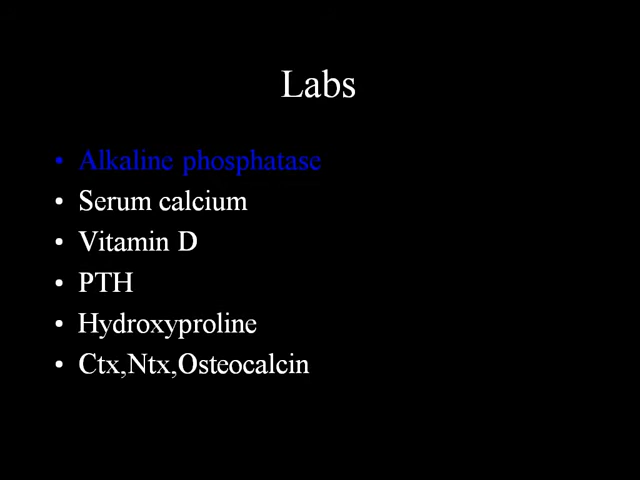 Labs
• Alkaline phosphatase
• Serum calcium
• Vitamin D
• PTH
• Hydroxyproline
• Ctx,Ntx,Osteocalcin